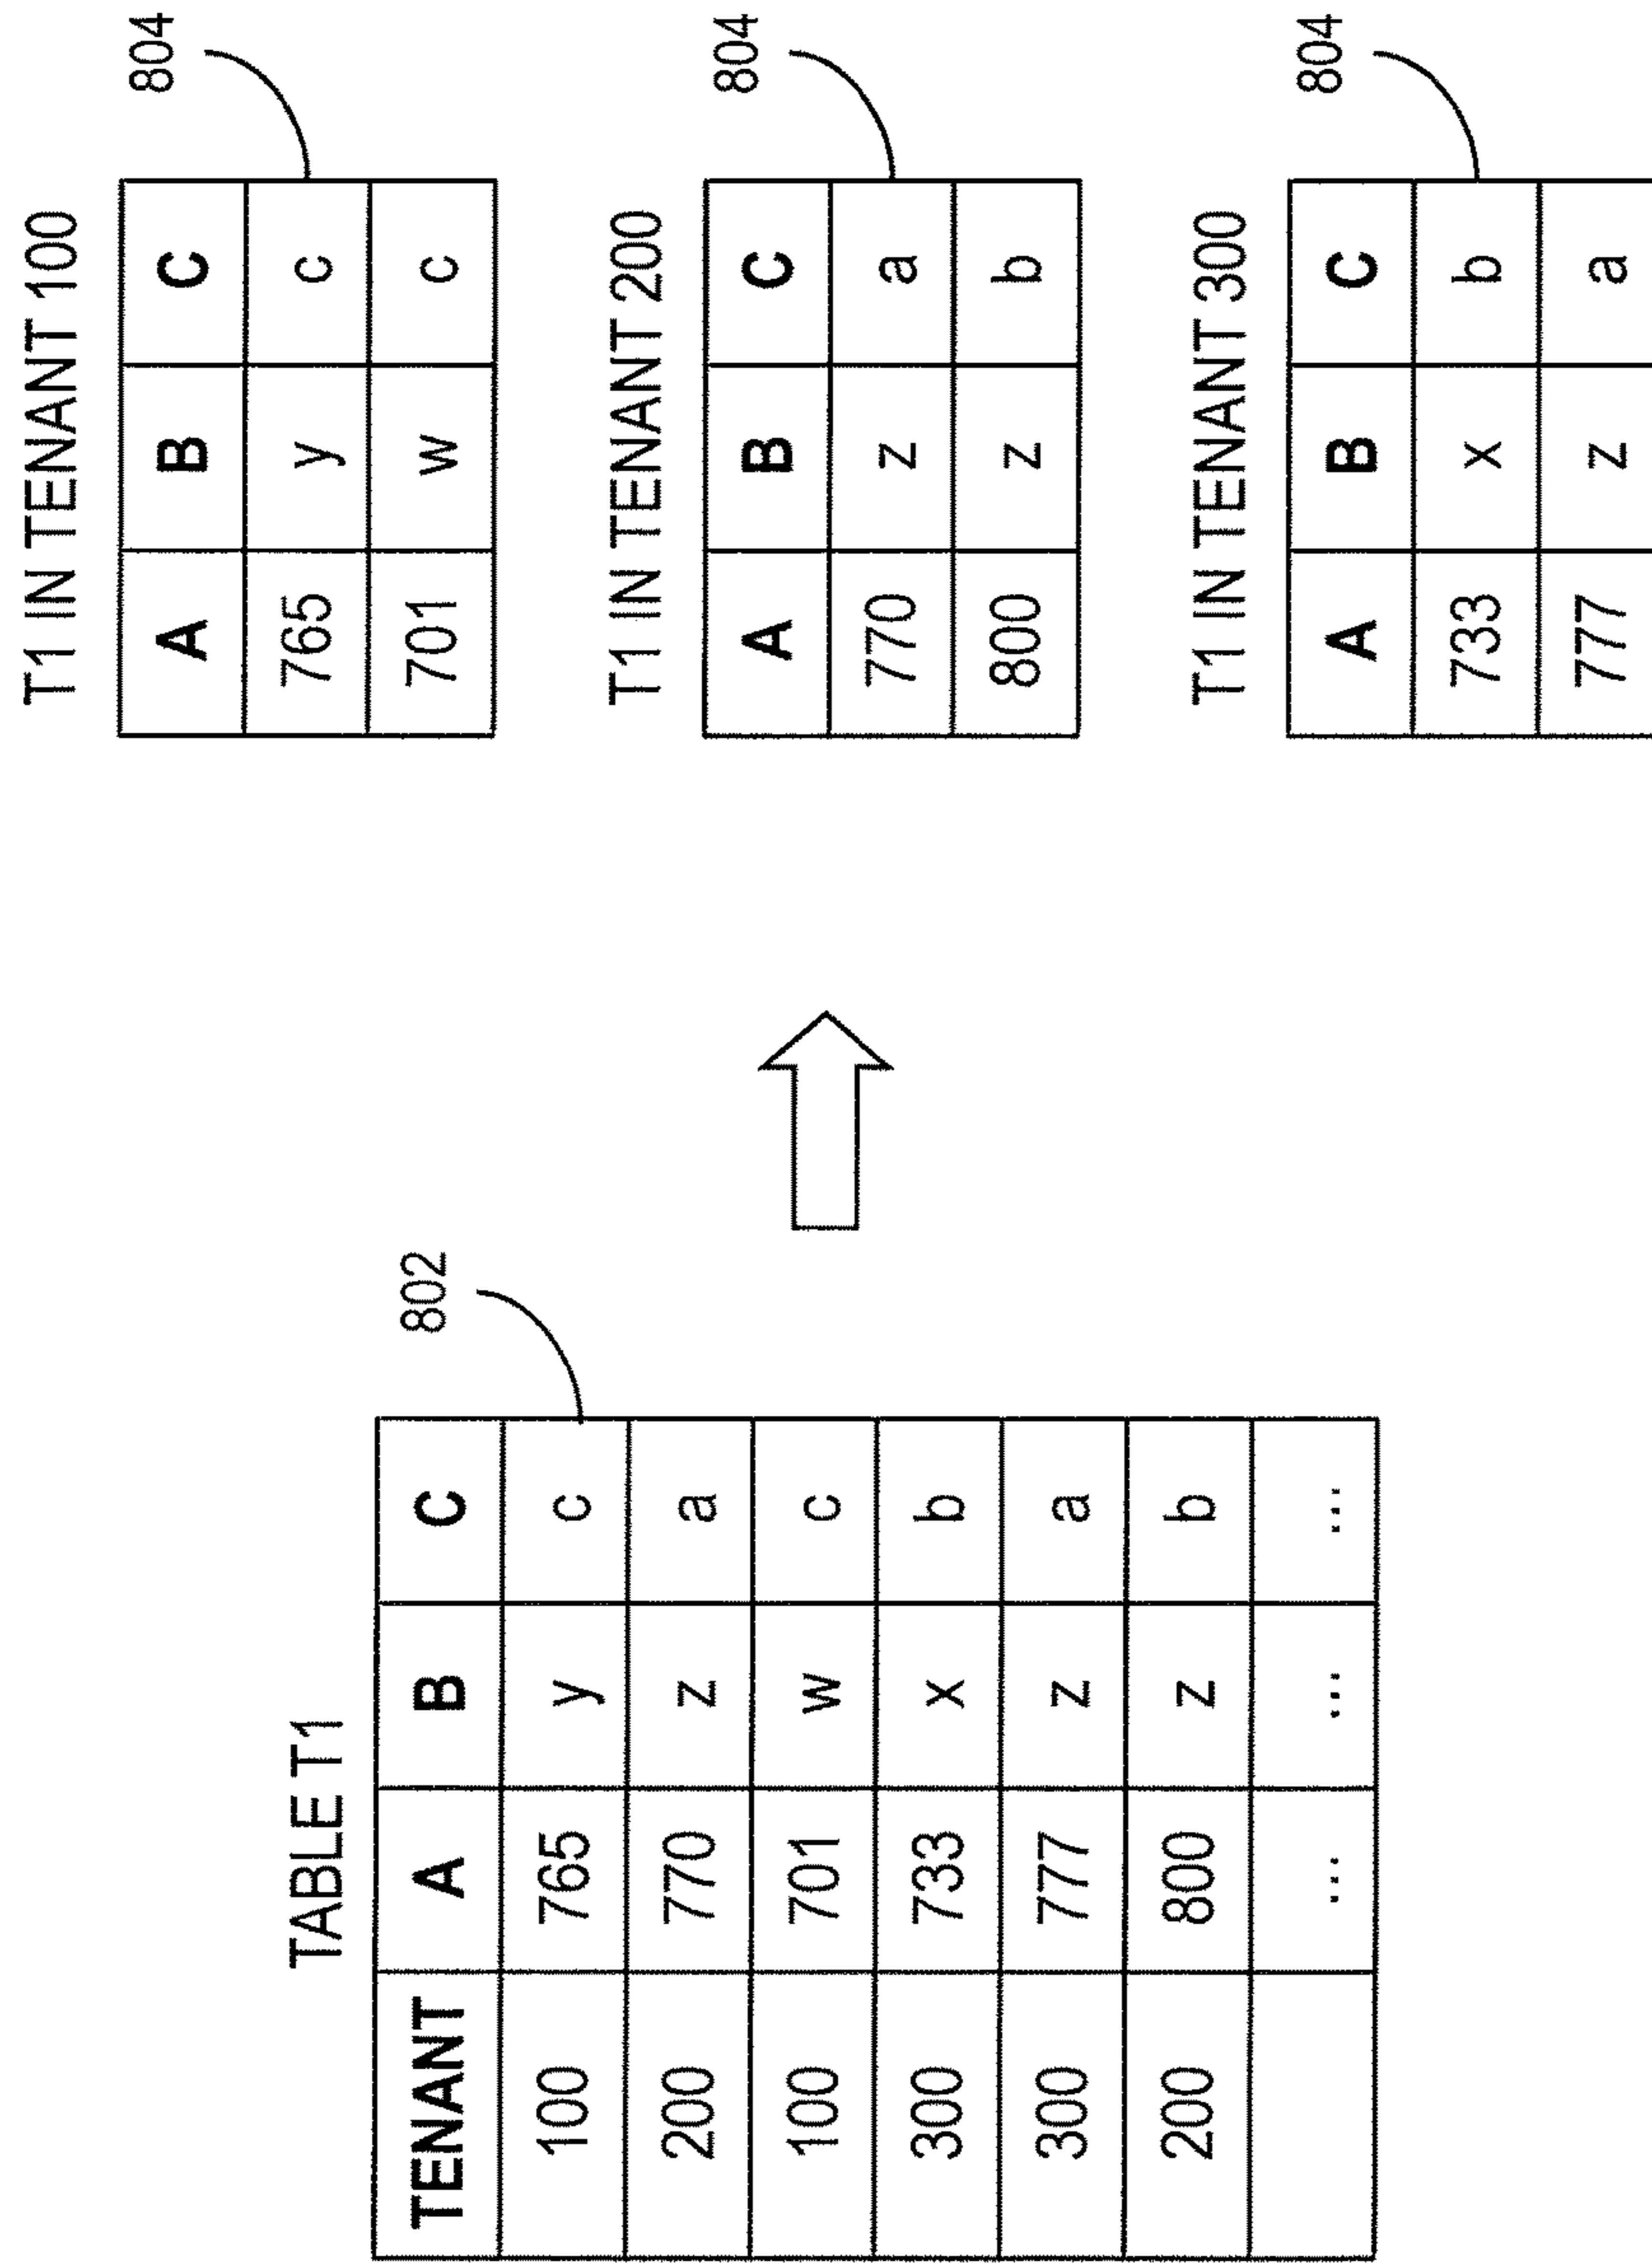 TABLE T1
802
TENANT A B C
100 765 y c
200 770 z a
100 701 w c
300 733 x b
300 777 z a
200 800 z b
... ... ...
T1 IN TENANT 100
804
A B C
765 y c
701 w c
T1 IN TENANT 200
804
A B C
770 z a
800 z b
T1 IN TENANT 300
804
A B C
733 x b
777 z a